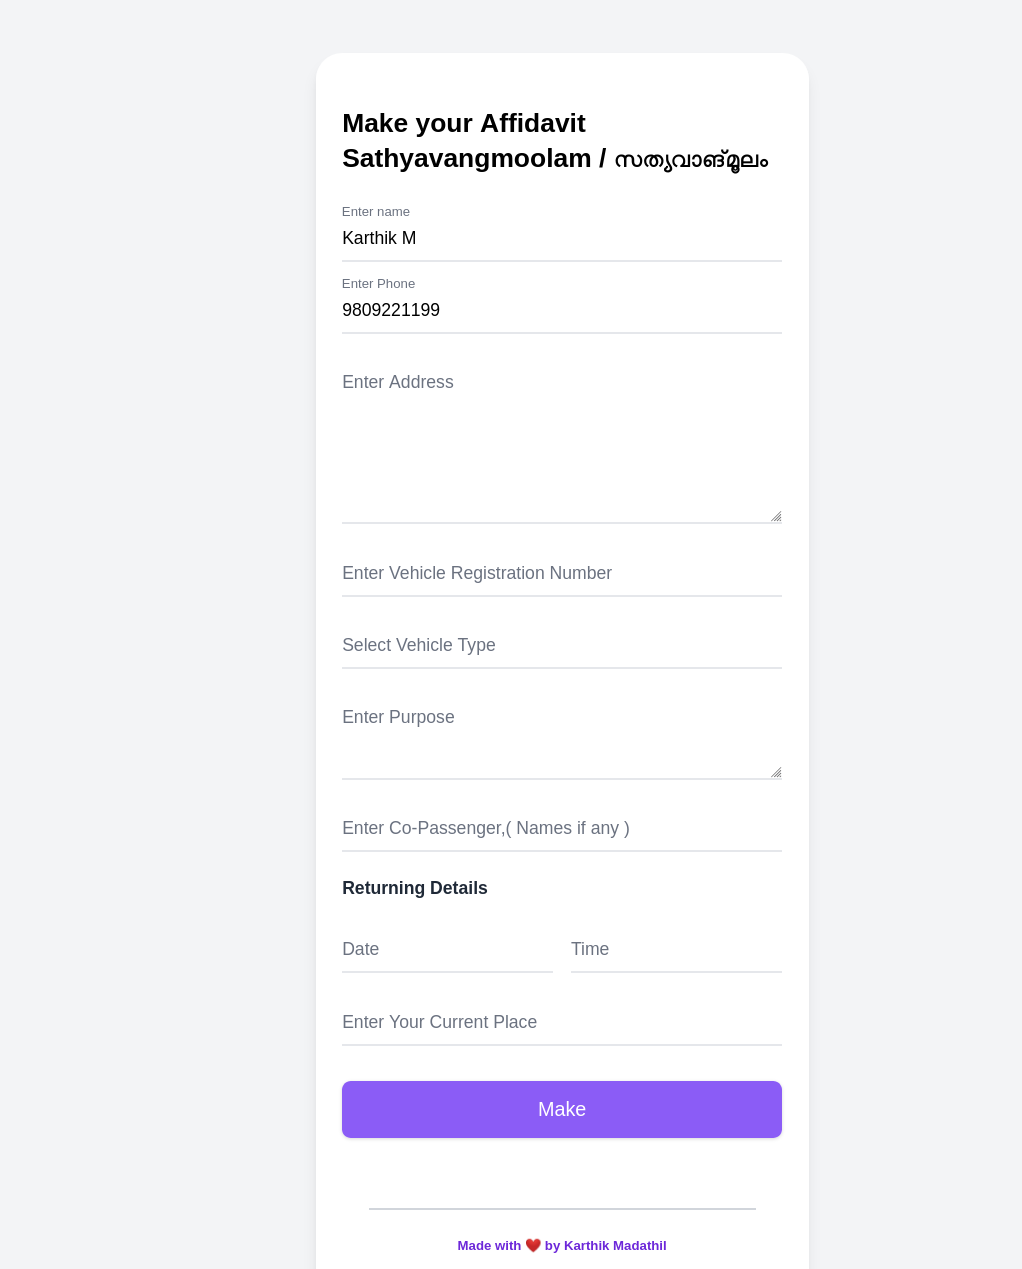 Make your Affidavit
Sathyavangmoolam / സത്യവാങ്മൂലം
Enter name
Karthik M
Enter Phone
9809221199
Enter Address
Enter Vehicle Registration Number
Select Vehicle Type
Enter Purpose
Enter Co-Passenger,( Names if any )
Returning Details
Date Time
Enter Your Current Place
Make
Made with ❤️ by Karthik Madathil